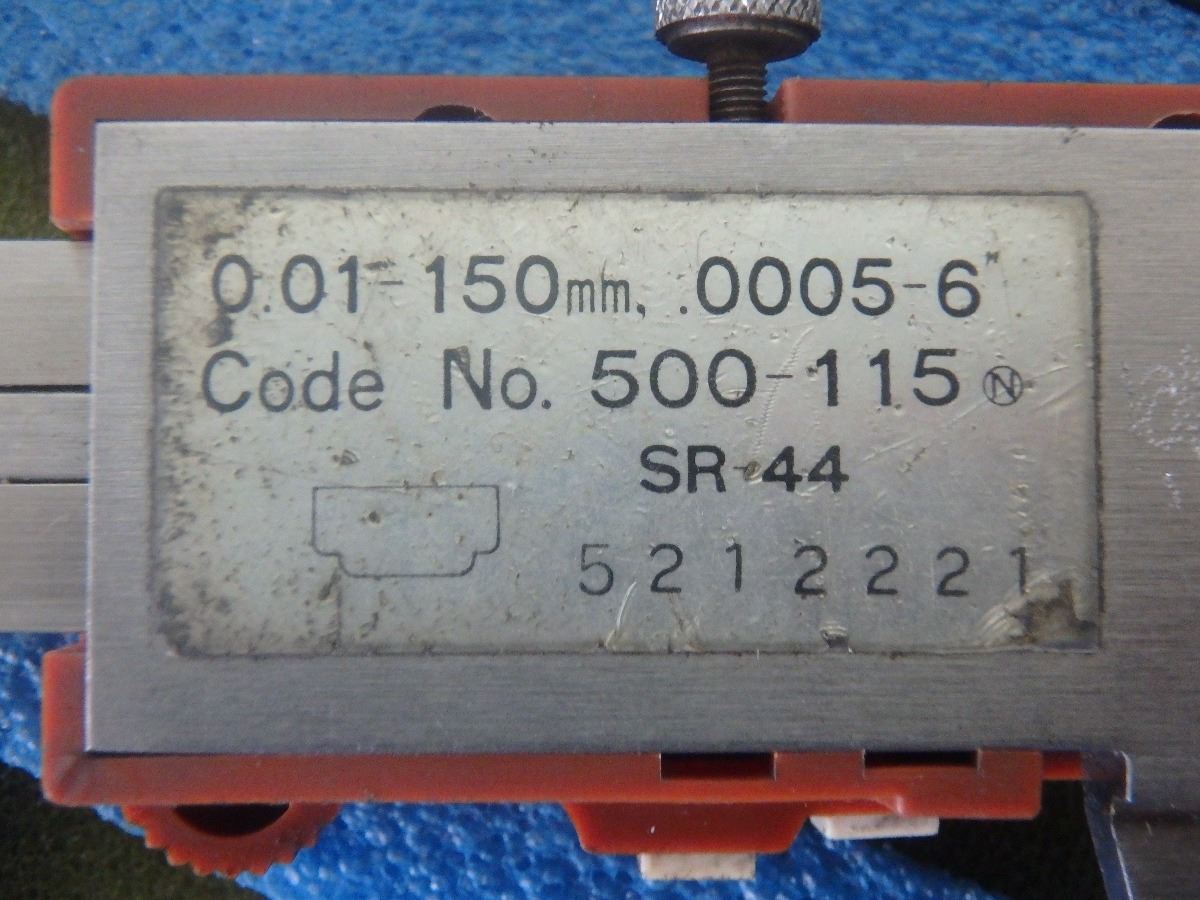 0.01-150mm, .0005-6"
Code No. 500-115 Ⓝ
SR-44
5212221